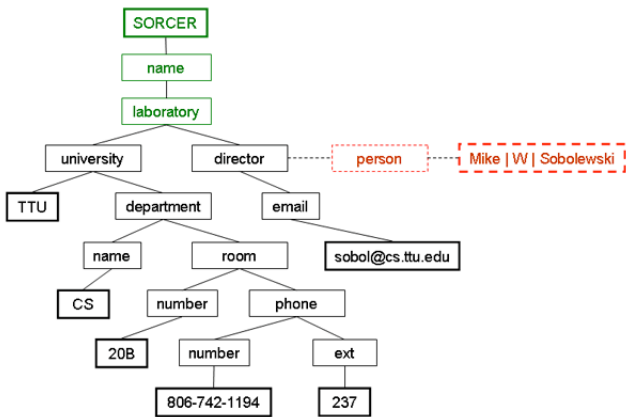 SORCER
name
laboratory
university
director
person
Mike | W | Sobolewski
TTU
department
email
name
room
sobol@cs.ttu.edu
CS
number
phone
20B
number
ext
806-742-1194
237